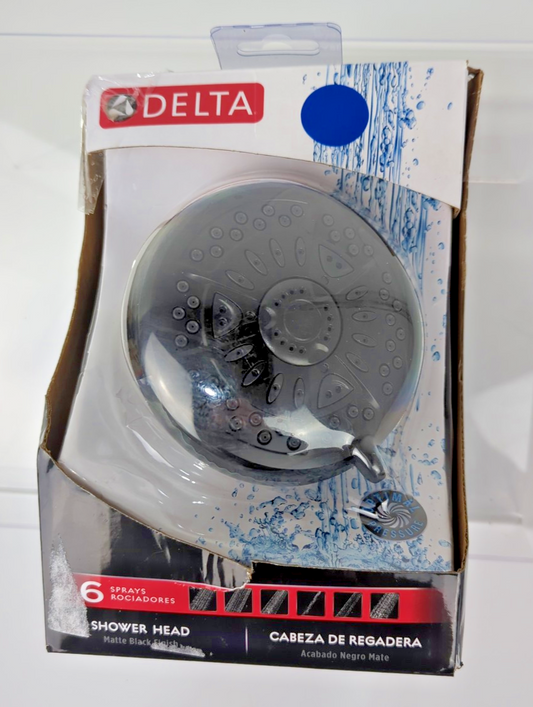 DELTA
6 SPRAYS
ROCIADORES
SHOWER HEAD
Matte Black Finish
CABEZA DE REGADERA
Acabado Negro Mate